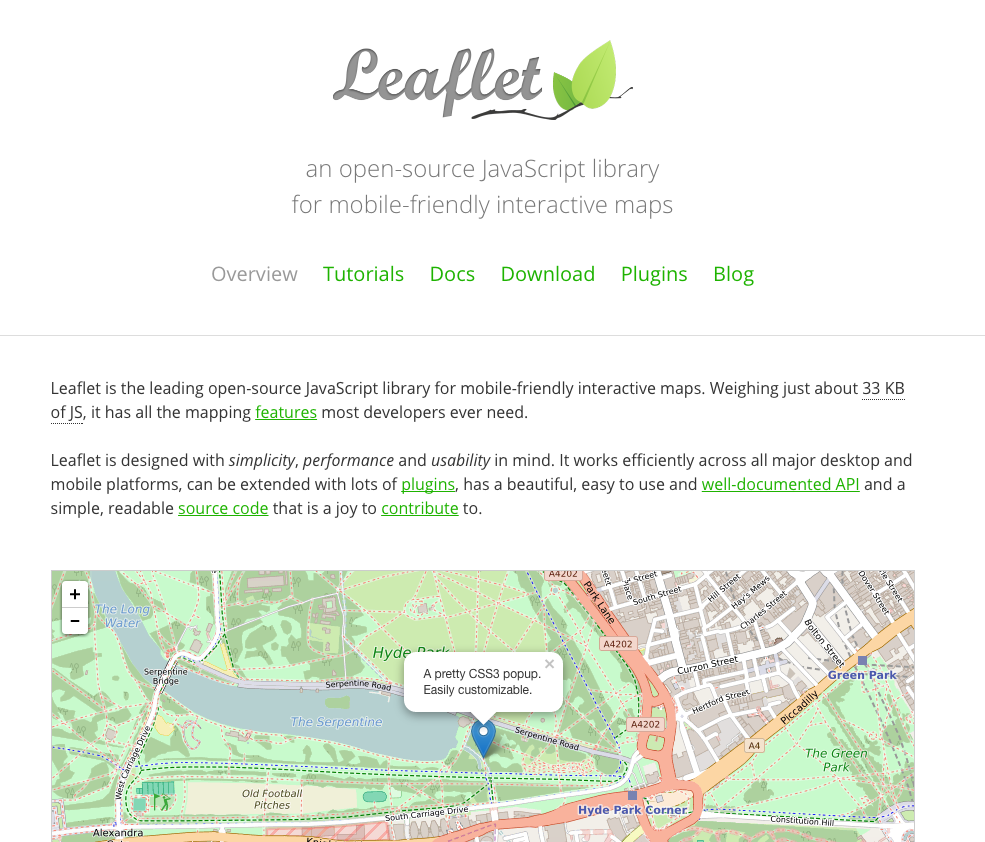 Leaflet
an open-source JavaScript library
for mobile-friendly interactive maps
Overview Tutorials Docs Download Plugins Blog
Leaflet is the leading open-source JavaScript library for mobile-friendly interactive maps. Weighing just about 33 KB
of JS, it has all the mapping features most developers ever need.
Leaflet is designed with simplicity, performance and usability in mind. It works efficiently across all major desktop and
mobile platforms, can be extended with lots of plugins, has a beautiful, easy to use and well-documented API and a
simple, readable source code that is a joy to contribute to.
+
−
A4202
Park Lane
South Street
Hill Street
Hay's Mews
Charles Street
Dover Street
The Long
Water
Bolton Street
A4202
Hyde Park
Curzon Street
Serpentine
Bridge
Green Park
A pretty CSS3 popup.
Easily customizable.
×
Serpentine Road
Hertford Street
Piccadilly
The Serpentine
A4202
Serpentine Road
A4
The Green
Park
West Carriage Drive
Old Football
Pitches
Hyde Park Corner
South Carriage Drive
Constitution Hill
Alexandra